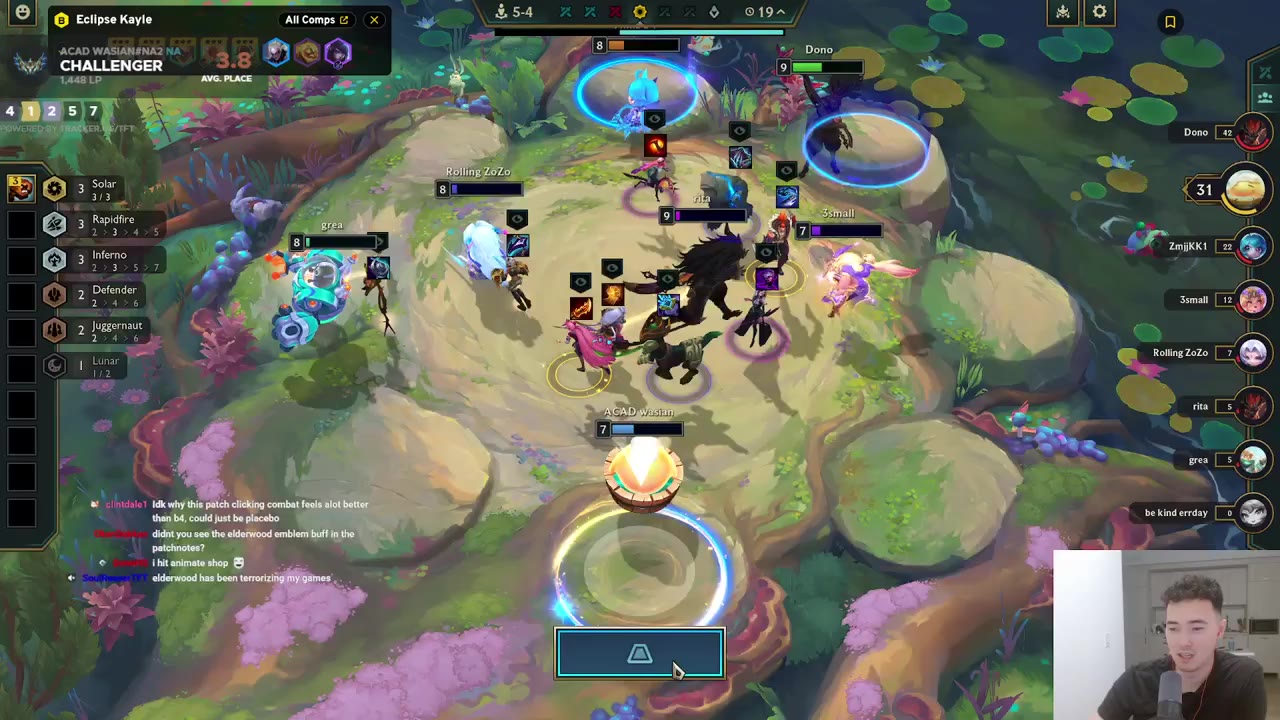 Eclipse Kayle
All Comps
ACAD WASIAN#NA2 NA
CHALLENGER
1,448 LP
3.8
AVG. PLACE
4 1 2 5 7
5-4
19
8
Dono
9
Rolling ZoZo
8
rita
9
3small
7
grea
8
ACAD wasian
7
3 Solar
3 / 3
3 Rapidfire
2 > 3 > 4 > 5
3 Inferno
2 > 3 > 5 > 7
2 Defender
2 > 4 > 6
2 Juggernaut
2 > 4 > 6
1 Lunar
1 / 2
Dono 42
31
ZmjjKK1 22
3small 12
Rolling ZoZo 7
rita 5
grea 5
be kind errday 0
clintdale1 Idk why this patch clicking combat feels alot better
than b4, could just be placebo
didnt you see the elderwood emblem buff in the
patchnotes?
i hit animate shop
elderwood has been terrorizing my games